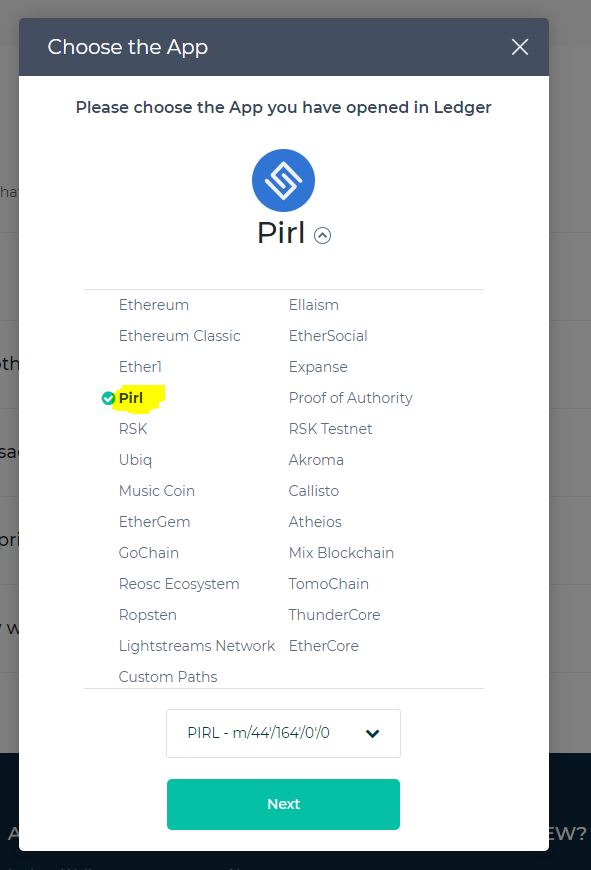 Choose the App
Please choose the App you have opened in Ledger
Pirl
Ethereum Ellaism
Ethereum Classic EtherSocial
Ether1 Expanse
Pirl Proof of Authority
RSK RSK Testnet
Ubiq Akroma
Music Coin Callisto
EtherGem Atheios
GoChain Mix Blockchain
Reosc Ecosystem TomoChain
Ropsten ThunderCore
Lightstreams Network EtherCore
Custom Paths
PIRL - m/44'/164'/0'/0
Next